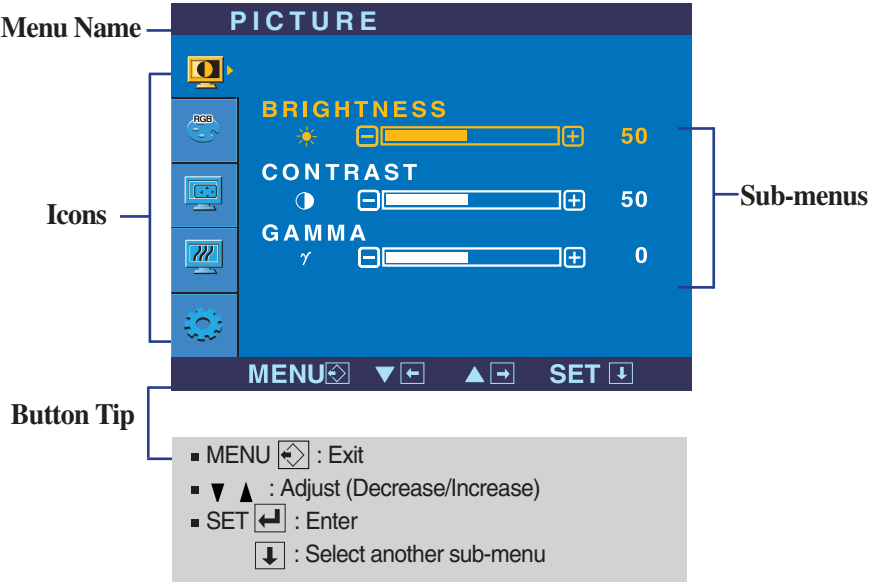 Menu Name
PICTURE
RGB
BRIGHTNESS
50
CONTRAST
50
GAMMA
γ 0
Icons
Sub-menus
MENU ▼ ← ▲ → SET ↓
Button Tip
▪ MENU : Exit
▪ ▼ ▲ : Adjust (Decrease/Increase)
▪ SET ↵ : Enter
↓ : Select another sub-menu